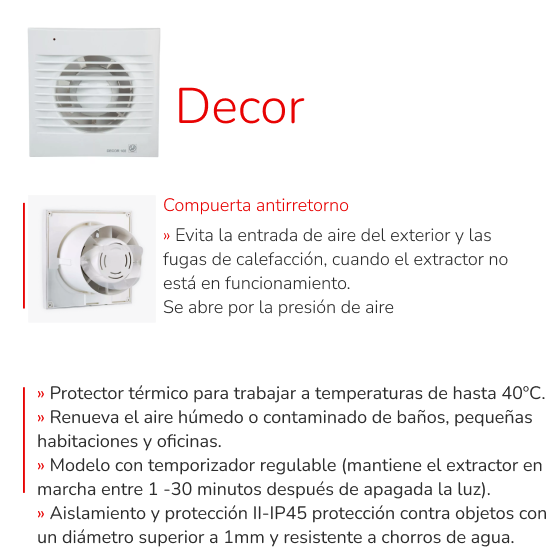 Decor
Compuerta antirretorno
» Evita la entrada de aire del exterior y las
fugas de calefacción, cuando el extractor no
está en funcionamiento.
Se abre por la presión de aire
» Protector térmico para trabajar a temperaturas de hasta 40ºC.
» Renueva el aire húmedo o contaminado de baños, pequeñas
habitaciones y oficinas.
» Modelo con temporizador regulable (mantiene el extractor en
marcha entre 1 -30 minutos después de apagada la luz).
» Aislamiento y protección II-IP45 protección contra objetos con
un diámetro superior a 1mm y resistente a chorros de agua.